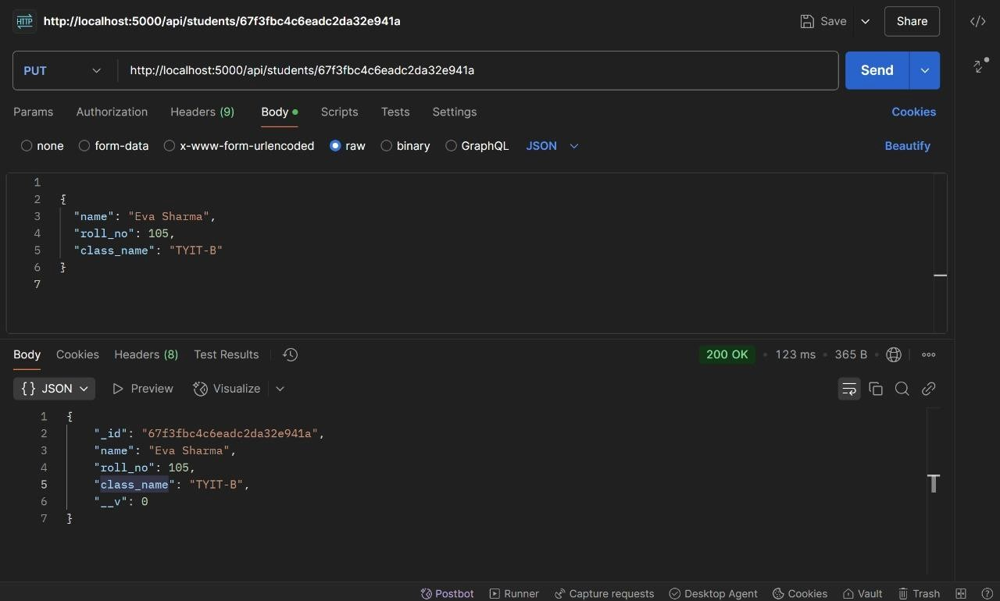 HTTP http://localhost:5000/api/students/67f3fbc4c6eadc2da32e941a Save Share
PUT http://localhost:5000/api/students/67f3fbc4c6eadc2da32e941a Send
Params Authorization Headers (9) Body Scripts Tests Settings Cookies
none form-data x-www-form-urlencoded raw binary GraphQL JSON Beautify
1
2 {
3 "name": "Eva Sharma",
4 "roll_no": 105,
5 "class_name": "TYIT-B"
6 }
7
Body Cookies Headers (8) Test Results 200 OK • 123 ms • 365 B •
{} JSON Preview Visualize
1 {
2 "_id": "67f3fbc4c6eadc2da32e941a",
3 "name": "Eva Sharma",
4 "roll_no": 105,
5 "class_name": "TYIT-B",
6 "__v": 0
7 }
Postbot Runner Capture requests Desktop Agent Cookies Vault Trash